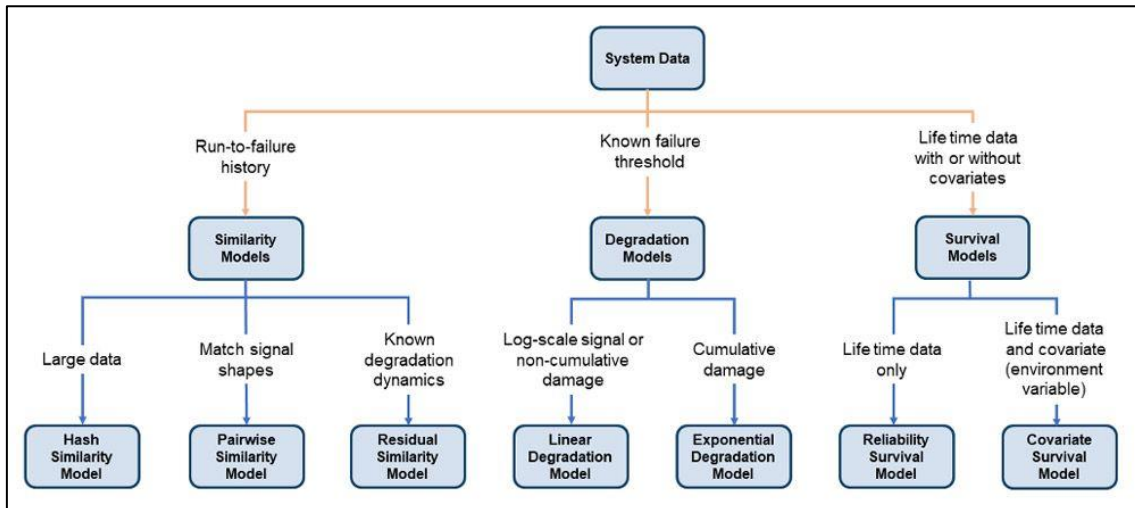 System Data
Run-to-failure
history
Known failure
threshold
Life time data
with or without
covariates
Similarity
Models
Degradation
Models
Survival
Models
Large data
Match signal
shapes
Known
degradation
dynamics
Log-scale signal or
non-cumulative
damage
Cumulative
damage
Life time data
only
Life time data
and covariate
(environment
variable)
Hash
Similarity
Model
Pairwise
Similarity
Model
Residual
Similarity
Model
Linear
Degradation
Model
Exponential
Degradation
Model
Reliability
Survival
Model
Covariate
Survival
Model